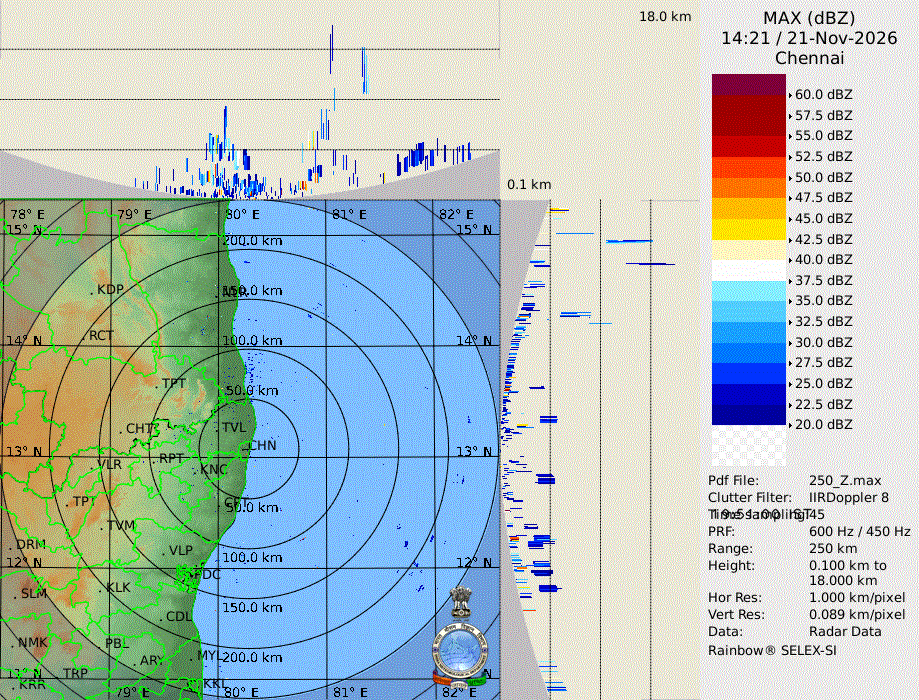 18.0 km
0.1 km
MAX (dBZ)
14:21 / 21-Nov-2026
Chennai
60.0 dBZ
57.5 dBZ
55.0 dBZ
52.5 dBZ
50.0 dBZ
47.5 dBZ
45.0 dBZ
42.5 dBZ
40.0 dBZ
37.5 dBZ
35.0 dBZ
32.5 dBZ
30.0 dBZ
27.5 dBZ
25.0 dBZ
22.5 dBZ
20.0 dBZ
78° E 79° E 80° E 81° E 82° E
15° N 15° N
200.0 km
KDP
150.0 km
RCT
14° N 100.0 km 14° N
TPT
50.0 km
CHT TVL
CHN
13° N 13° N
VLR RPT KNC
TPT
50.0 km
TVM
DRM VLP
100.0 km
12° N 12° N
PDC
SLM KLK
150.0 km
CDL
NMK PBL
ARY MYL 200.0 km
TRP
KRR KKL
79° E 80° E 81° E 82° E
Pdf File: 250_Z.max
Clutter Filter: IIRDoppler 8
Time sampling: 45
PRF: 600 Hz / 450 Hz
Range: 250 km
Height: 0.100 km to
18.000 km
Hor Res: 1.000 km/pixel
Vert Res: 0.089 km/pixel
Data: Radar Data
Rainbow® SELEX-SI